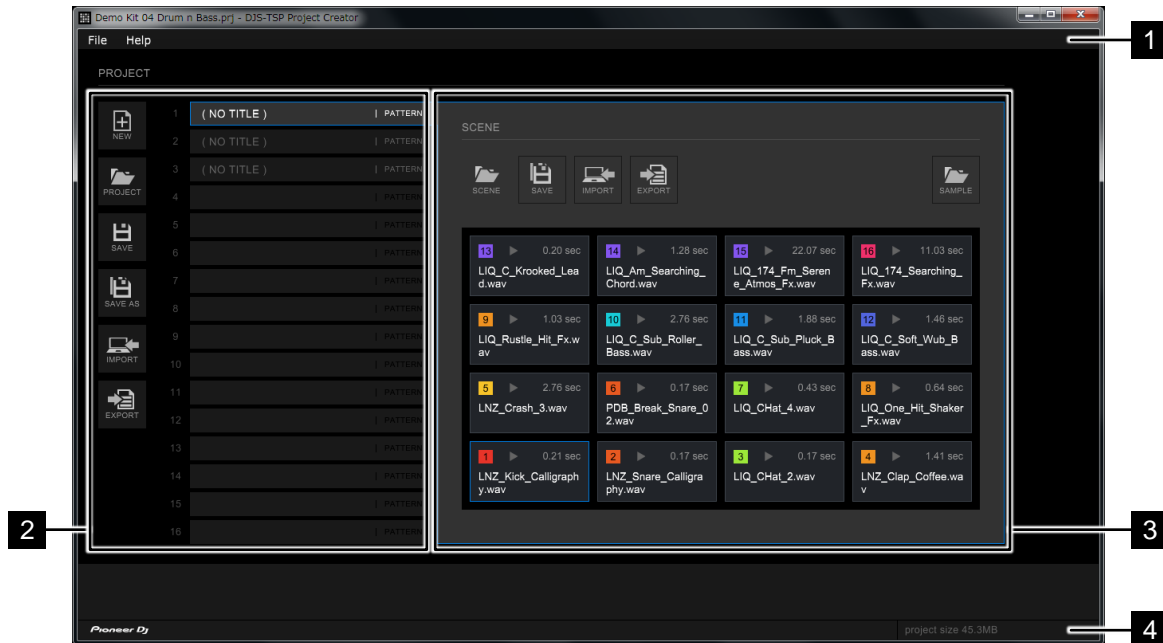 Demo Kit 04 Drum n Bass.prj - DJS-TSP Project Creator
File Help
1
PROJECT
NEW
PROJECT
SAVE
SAVE AS
IMPORT
EXPORT
1 ( NO TITLE ) | PATTERN
2 ( NO TITLE ) | PATTERN
3 ( NO TITLE ) | PATTERN
4 | PATTERN
5 | PATTERN
6 | PATTERN
7 | PATTERN
8 | PATTERN
9 | PATTERN
10 | PATTERN
11 | PATTERN
12 | PATTERN
13 | PATTERN
14 | PATTERN
15 | PATTERN
16 | PATTERN
2
SCENE
SCENE SAVE IMPORT EXPORT SAMPLE
13 0.20 sec
LIQ_C_Krooked_Lea
d.wav
14 1.28 sec
LIQ_Am_Searching_
Chord.wav
15 22.07 sec
LIQ_174_Fm_Seren
e_Atmos_Fx.wav
16 11.03 sec
LIQ_174_Searching_
Fx.wav
9 1.03 sec
LIQ_Rustle_Hit_Fx.w
av
10 2.76 sec
LIQ_C_Sub_Roller_
Bass.wav
11 1.88 sec
LIQ_C_Sub_Pluck_B
ass.wav
12 1.46 sec
LIQ_C_Soft_Wub_B
ass.wav
5 2.76 sec
LNZ_Crash_3.wav
6 0.17 sec
PDB_Break_Snare_0
2.wav
7 0.43 sec
LIQ_CHat_4.wav
8 0.64 sec
LIQ_One_Hit_Shaker
_Fx.wav
1 0.21 sec
LNZ_Kick_Calligraph
y.wav
2 0.17 sec
LNZ_Snare_Calligra
phy.wav
3 0.17 sec
LIQ_CHat_2.wav
4 1.41 sec
LNZ_Clap_Coffee.wa
v
3
Pioneer Dj
project size 45.3MB
4